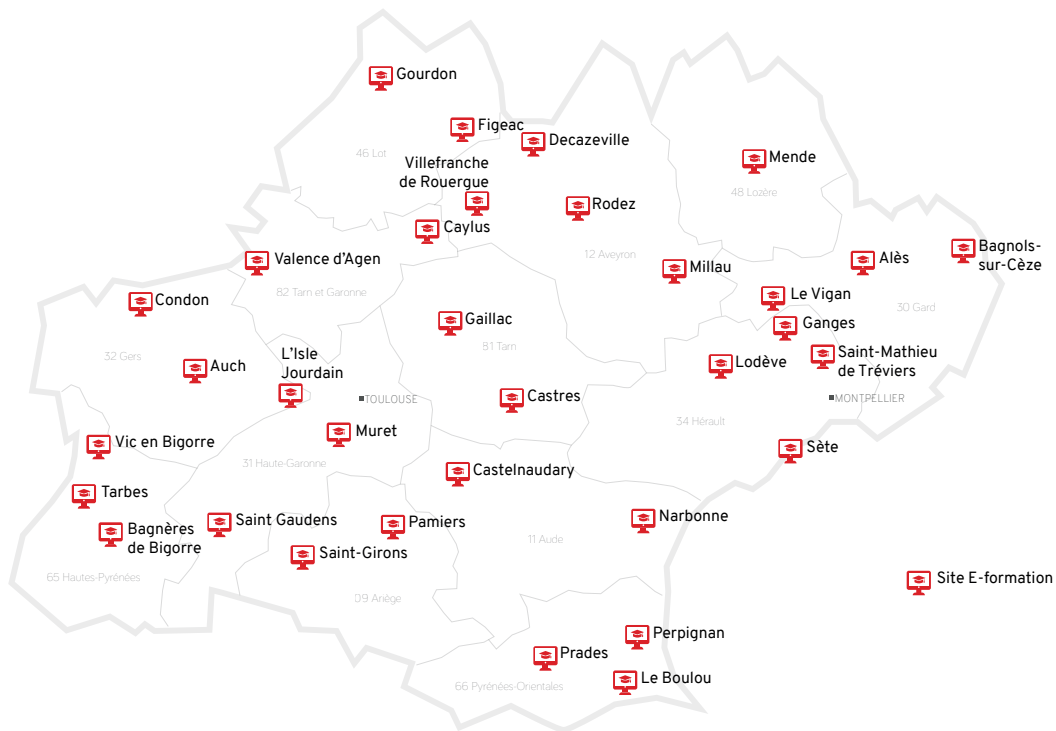 Gourdon
Figeac
Decazeville
46 Lot
Mende
Villefranche
de Rouergue
48 Lozère
Rodez
Caylus
Bagnols-
sur-Cèze
12 Aveyron
Valence d'Agen
Alès
Millau
82 Tarn et Garonne
Le Vigan
Condon
30 Gard
Gaillac
Ganges
81 Tarn
32 Gers
L'Isle
Jourdain
Saint-Mathieu
de Tréviers
Auch
Lodève
Castres
TOULOUSE
MONTPELLIER
34 Hérault
Muret
Vic en Bigorre
Sète
31 Haute-Garonne
Castelnaudary
Tarbes
Narbonne
Saint Gaudens
Pamiers
Bagnères
de Bigorre
11 Aude
Saint-Girons
65 Hautes-Pyrénées
Site E-formation
09 Ariège
Perpignan
Prades
Le Boulou
66 Pyrénées-Orientales